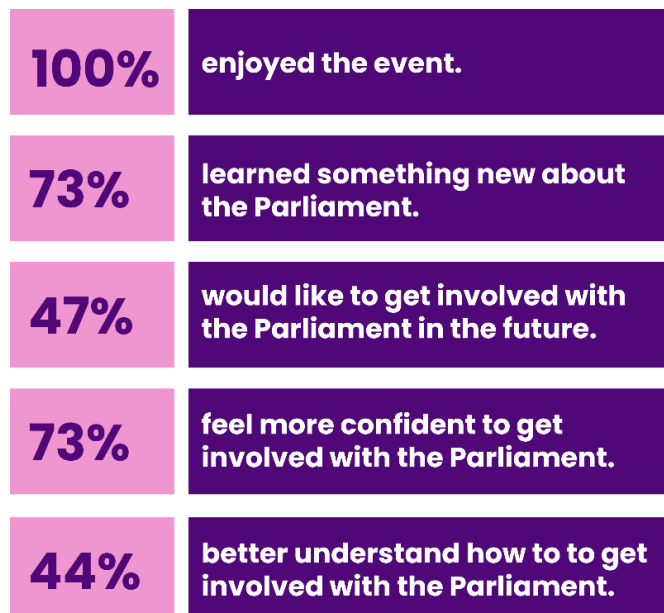 100%
enjoyed the event.
73%
learned something new about
the Parliament.
47%
would like to get involved with
the Parliament in the future.
73%
feel more confident to get
involved with the Parliament.
44%
better understand how to to get
involved with the Parliament.